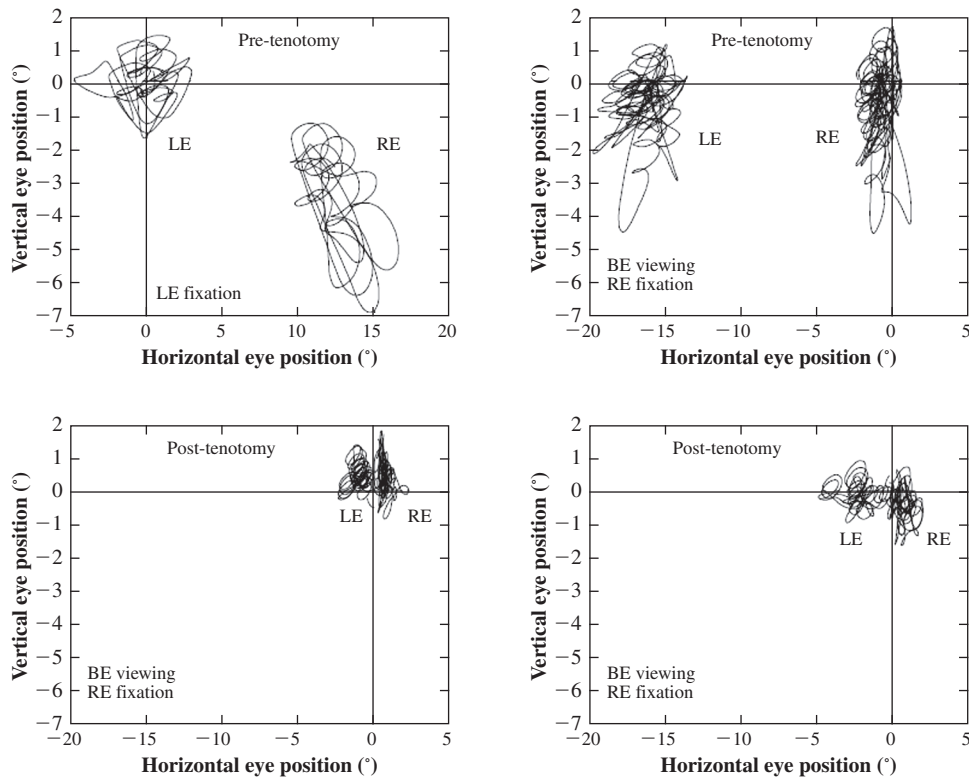 2
1
0
−1
−2
−3
−4
−5
−6
−7
Vertical eye position (°)
Pre-tenotomy
LE
RE
LE fixation
−5 0 5 10 15 20
Horizontal eye position (°)
2
1
0
−1
−2
−3
−4
−5
−6
−7
Vertical eye position (°)
Pre-tenotomy
LE
RE
BE viewing
RE fixation
−20 −15 −10 −5 0 5
Horizontal eye position (°)
2
1
0
−1
−2
−3
−4
−5
−6
−7
Vertical eye position (°)
Post-tenotomy
LE RE
BE viewing
RE fixation
−20 −15 −10 −5 0 5
Horizontal eye position (°)
2
1
0
−1
−2
−3
−4
−5
−6
−7
Vertical eye position (°)
Post-tenotomy
LE RE
BE viewing
RE fixation
−20 −15 −10 −5 0 5
Horizontal eye position (°)